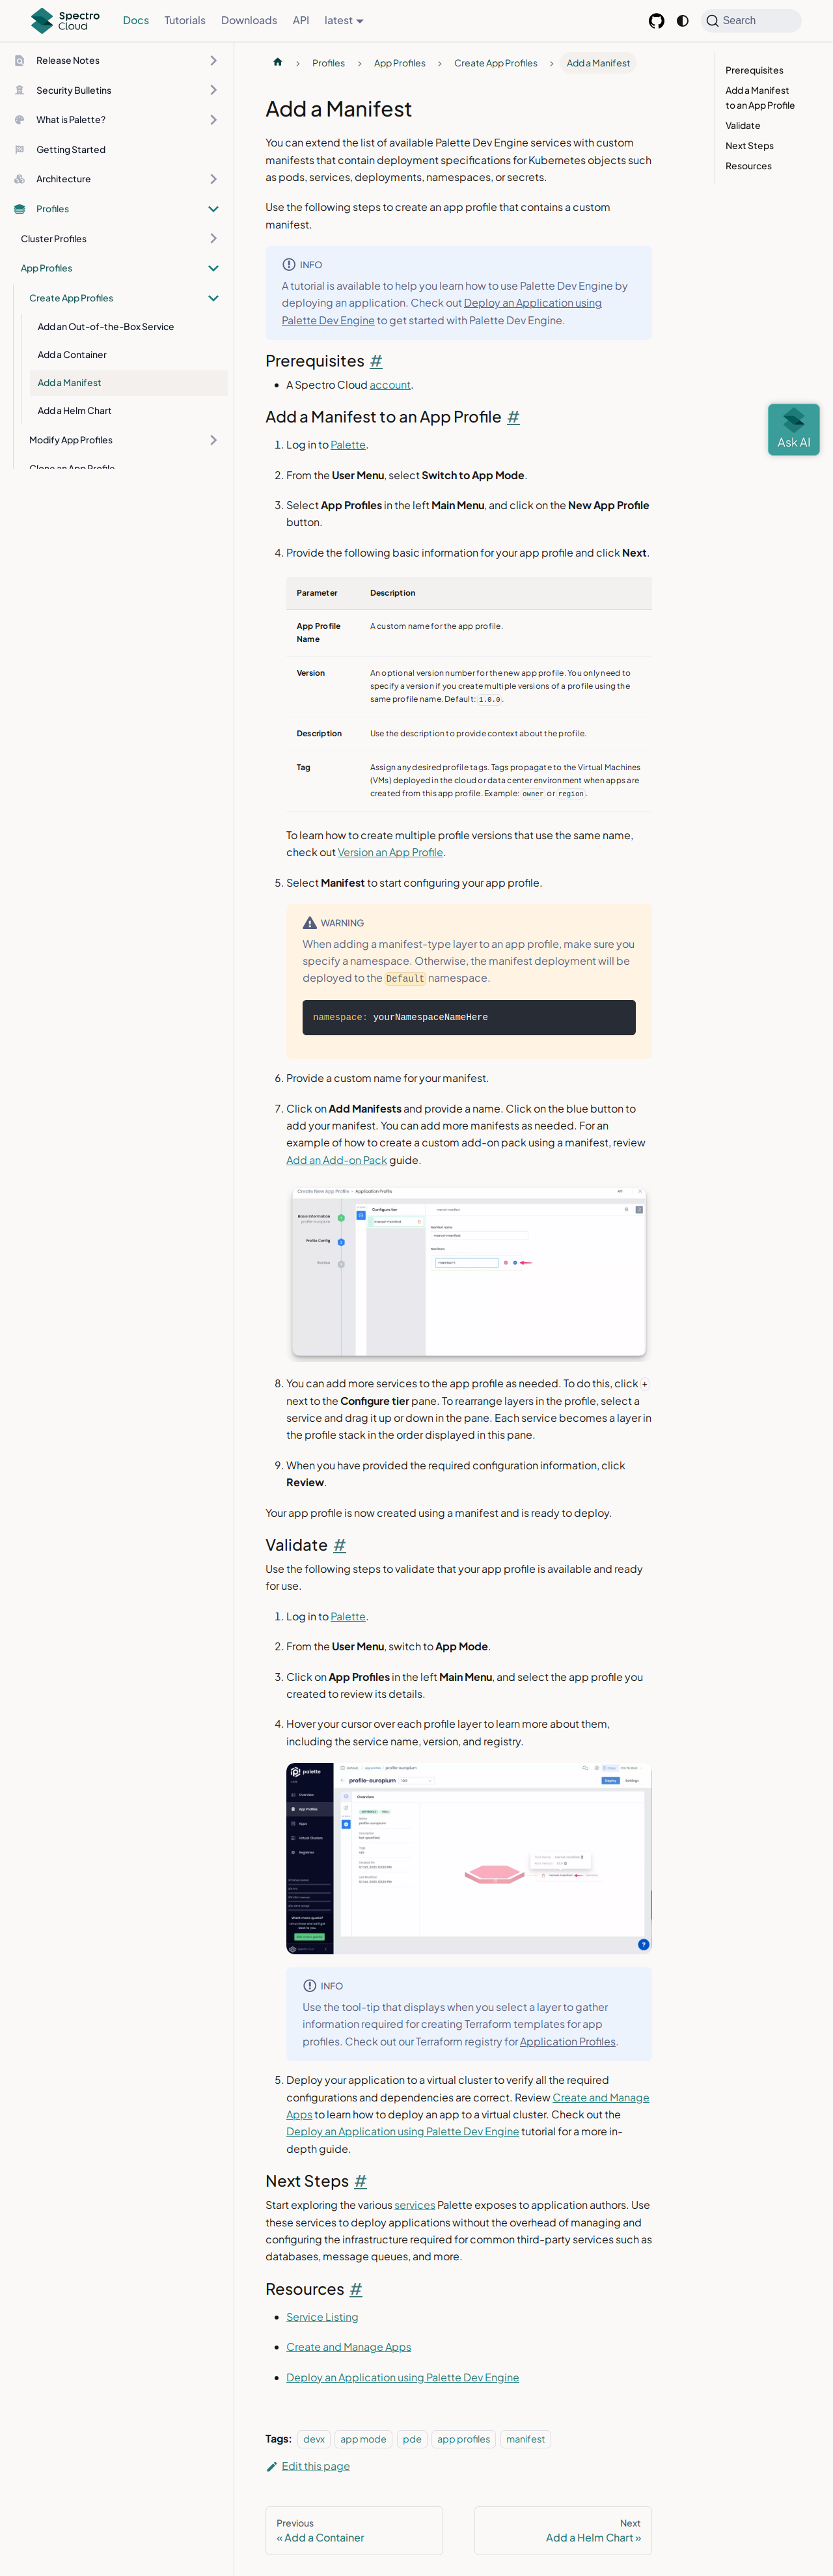 Spectro Cloud
Docs
Tutorials
Downloads
API
latest
Search
Release Notes
Security Bulletins
What is Palette?
Getting Started
Architecture
Profiles
Cluster Profiles
App Profiles
Create App Profiles
Add an Out-of-the-Box Service
Add a Container
Add a Manifest
Add a Helm Chart
Modify App Profiles
Clone an App Profile
Profiles
App Profiles
Create App Profiles
Add a Manifest
Add a Manifest
You can extend the list of available Palette Dev Engine services with custom
manifests that contain deployment specifications for Kubernetes objects such
as pods, services, deployments, namespaces, or secrets.
Use the following steps to create an app profile that contains a custom
manifest.
INFO
A tutorial is available to help you learn how to use Palette Dev Engine by
deploying an application. Check out Deploy an Application using
Palette Dev Engine to get started with Palette Dev Engine.
Prerequisites #
• A Spectro Cloud account.
Add a Manifest to an App Profile #
1. Log in to Palette.
2. From the User Menu, select Switch to App Mode.
3. Select App Profiles in the left Main Menu, and click on the New App Profile
button.
4. Provide the following basic information for your app profile and click Next.
Parameter Description
App Profile Name A custom name for the app profile.
Version An optional version number for the new app profile. You only need to
specify a version if you create multiple versions of a profile using the
same profile name. Default: 1.0.0.
Description Use the description to provide context about the profile.
Tag Assign any desired profile tags. Tags propagate to the Virtual Machines
(VMs) deployed in the cloud or data center environment when apps are
created from this app profile. Example: owner or region.
To learn how to create multiple profile versions that use the same name,
check out Version an App Profile.
5. Select Manifest to start configuring your app profile.
WARNING
When adding a manifest-type layer to an app profile, make sure you
specify a namespace. Otherwise, the manifest deployment will be
deployed to the Default namespace.
namespace: yourNamespaceNameHere
6. Provide a custom name for your manifest.
7. Click on Add Manifests and provide a name. Click on the blue button to
add your manifest. You can add more manifests as needed. For an
example of how to create a custom add-on pack using a manifest, review
Add an Add-on Pack guide.
Create New App Profile - Application Profile
Basic Information
profile-europium
Profile Config
Review
Configure tier
Manifest name
Manifests
8. You can add more services to the app profile as needed. To do this, click +
next to the Configure tier pane. To rearrange layers in the profile, select a
service and drag it up or down in the pane. Each service becomes a layer in
the profile stack in the order displayed in this pane.
9. When you have provided the required configuration information, click
Review.
Your app profile is now created using a manifest and is ready to deploy.
Validate #
Use the following steps to validate that your app profile is available and ready
for use.
1. Log in to Palette.
2. From the User Menu, switch to App Mode.
3. Click on App Profiles in the left Main Menu, and select the app profile you
created to review its details.
4. Hover your cursor over each profile layer to learn more about them,
including the service name, version, and registry.
palette
Overview
App Profiles
Apps
Virtual Clusters
Registries
profile-europium
Deploy
Settings
Overview
INFO
Use the tool-tip that displays when you select a layer to gather
information required for creating Terraform templates for app
profiles. Check out our Terraform registry for Application Profiles.
5. Deploy your application to a virtual cluster to verify all the required
configurations and dependencies are correct. Review Create and Manage
Apps to learn how to deploy an app to a virtual cluster. Check out the
Deploy an Application using Palette Dev Engine tutorial for a more in-
depth guide.
Next Steps #
Start exploring the various services Palette exposes to application authors. Use
these services to deploy applications without the overhead of managing and
configuring the infrastructure required for common third-party services such as
databases, message queues, and more.
Resources #
• Service Listing
• Create and Manage Apps
• Deploy an Application using Palette Dev Engine
Tags: devx app mode pde app profiles manifest
Edit this page
Previous
« Add a Container
Next
Add a Helm Chart »
Prerequisites
Add a Manifest
to an App Profile
Validate
Next Steps
Resources
Ask AI